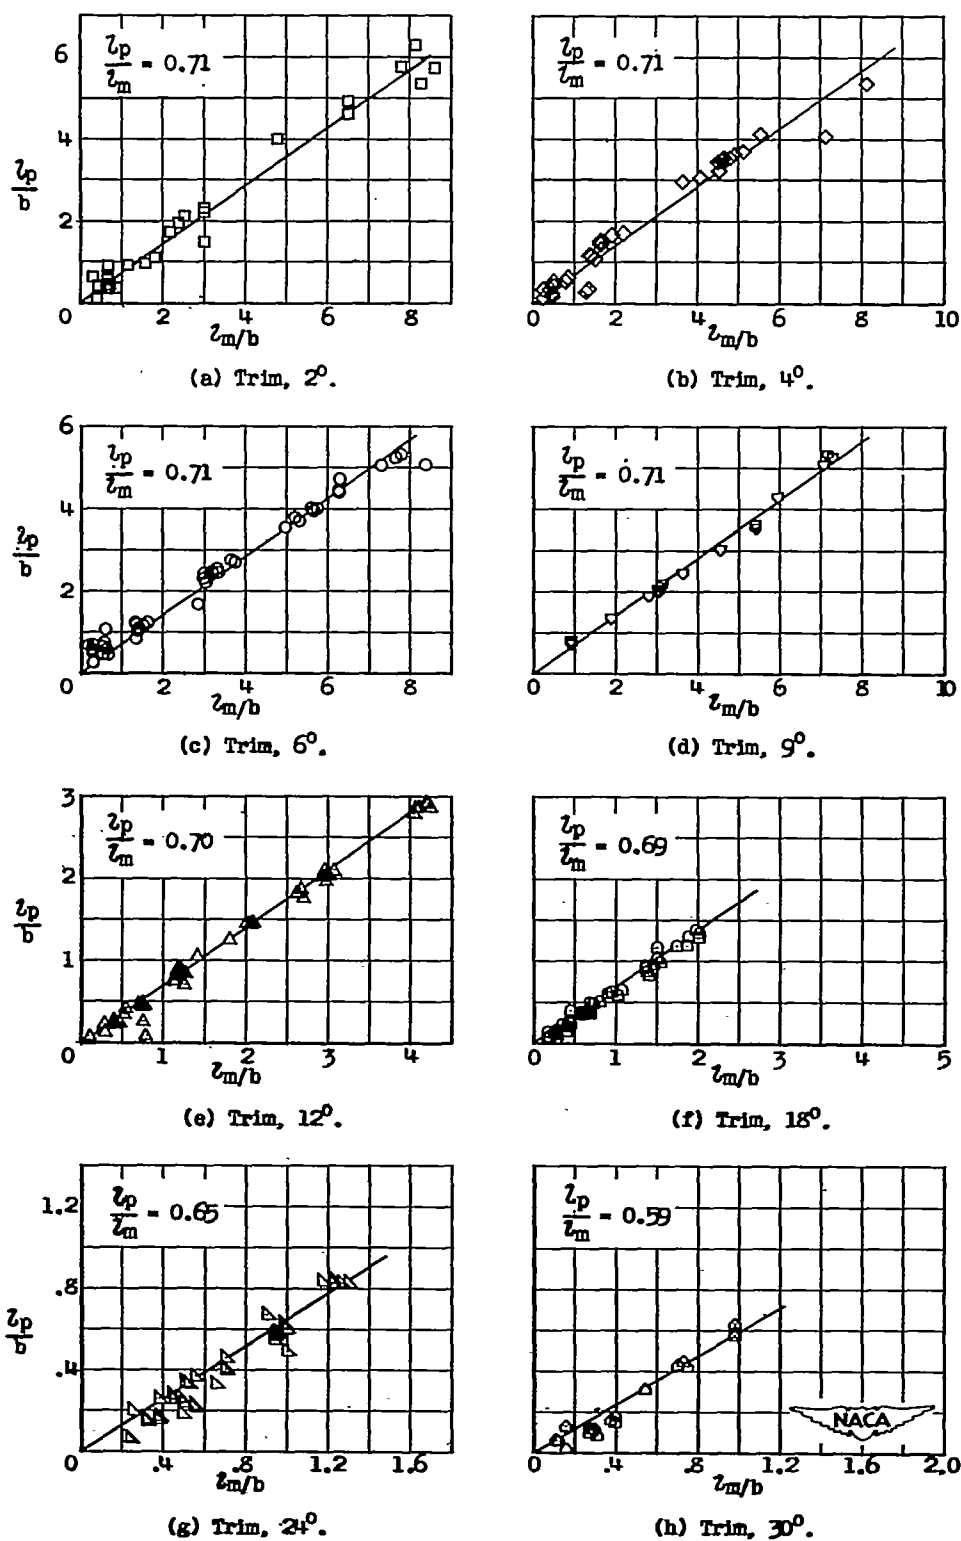 lp/lm = 0.71
lp/lm = 0.71
6
4
2
0
lp/b
0 2 4 6 8
lm/b
0 2 4 6 8 10
lm/b
(a) Trim, 2°.
(b) Trim, 4°.
lp/lm = 0.71
lp/lm = 0.71
6
4
2
lp/b
0 2 4 6 8
lm/b
0 2 4 6 8 10
lm/b
(c) Trim, 6°.
(d) Trim, 9°.
lp/lm = 0.70
lp/lm = 0.69
3
2
1
lp/b
0 1 2 3 4
lm/b
0 1 2 3 4 5
lm/b
(e) Trim, 12°.
(f) Trim, 18°.
lp/lm = 0.65
lp/lm = 0.59
1.2
.8
.4
lp/b
0 .4 .8 1.2 1.6
lm/b
NACA
0 .4 .8 1.2 1.6 2.0
lm/b
(g) Trim, 24°.
(h) Trim, 30°.